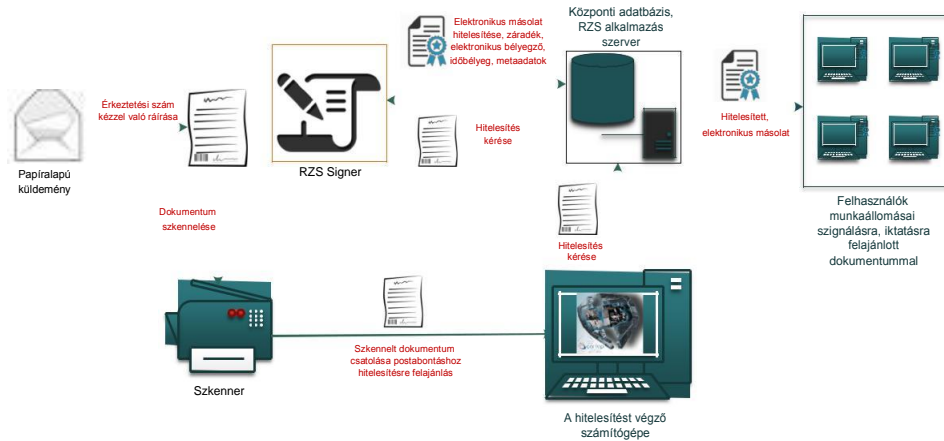 Elektronikus másolat
hitelesítése, záradék,
elektronikus bélyegző,
időbélyeg, metaadatok
Központi adatbázis,
RZS alkalmazás
szerver
Érkeztetési szám
kézzel való ráírása
Hitelesítés
kérése
Hitelesített,
elektronikus másolat
Papíralapú
küldemény
RZS Signer
Felhasználók
munkaállomásai
szignálásra, iktatásra
felajánlott
dokumentummal
Dokumentum
szkennelése
Hitelesítés
kérése
Szkennelt dokumentum
csatolása postabontáshoz
hitelesítésre felajánlás
Szkenner
A hitelesítést végző
számítógépe